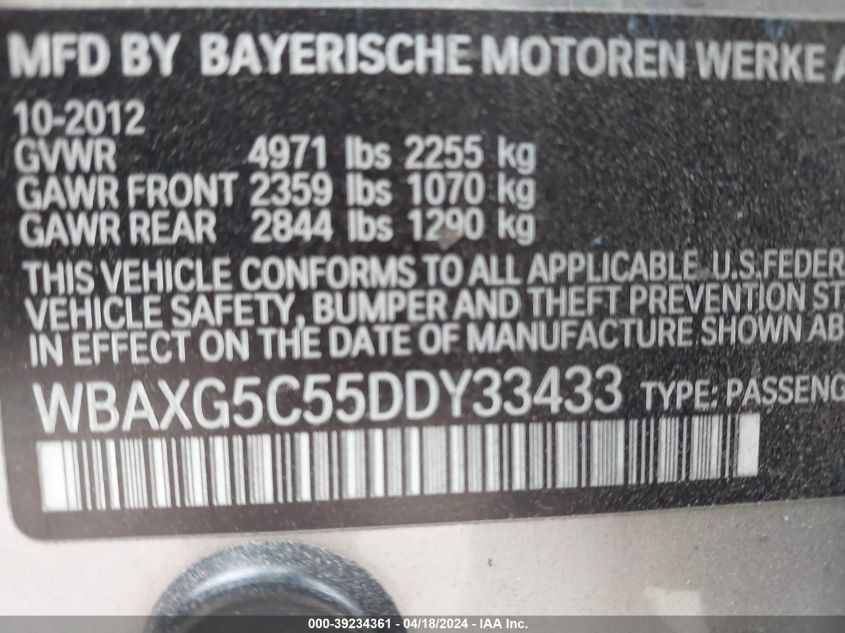 MFD BY BAYERISCHE MOTOREN WERKE A
10-2012
GVWR 4971 lbs 2255 kg
GAWR FRONT 2359 lbs 1070 kg
GAWR REAR 2844 lbs 1290 kg
THIS VEHICLE CONFORMS TO ALL APPLICABLE U.S.FEDER
VEHICLE SAFETY, BUMPER AND THEFT PREVENTION ST
IN EFFECT ON THE DATE OF MANUFACTURE SHOWN AB
WBAXG5C55DDY33433 TYPE: PASSENG
000-39234361 - 04/18/2024 - IAA Inc.